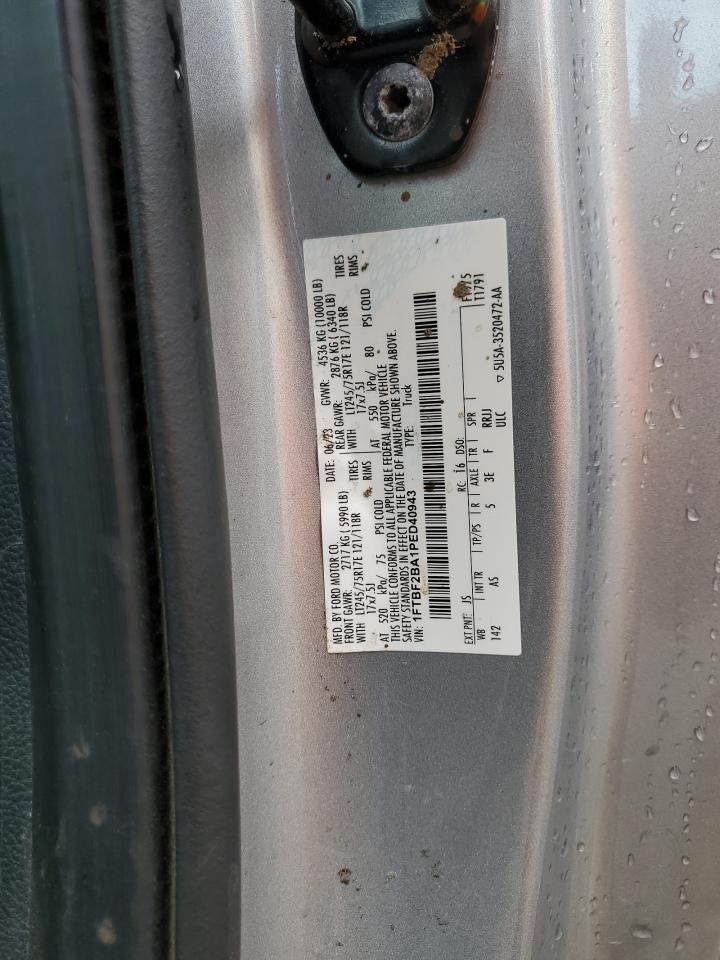 MFD. BY FORD MOTOR CO.
DATE: 06/23 GVWR: 4536 KG (10000 LB)
FRONT GAWR: 2717 KG ( 5990 LB) REAR GAWR: 2876 KG ( 6340 LB)
WITH LT245/75R17E 121/118R TIRES WITH LT245/75R17E 121/118R TIRES
17x7.5J RIMS 17x7.5J RIMS
AT 520 kPa/ 75 PSI COLD AT 550 kPa/ 80 PSI COLD
THIS VEHICLE CONFORMS TO ALL APPLICABLE FEDERAL MOTOR VEHICLE
SAFETY STANDARDS IN EFFECT ON THE DATE OF MANUFACTURE SHOWN ABOVE.
VIN: 1FTBF2BA1PED40943 TYPE: Truck
EXT PNT: JS RC: 16 DSO:
WB INT TR TP/PS R AXLE TR SPR
142 AS 5 3E F RRJJ
T1791
ULC ▽ 5U5A-3520472-AA